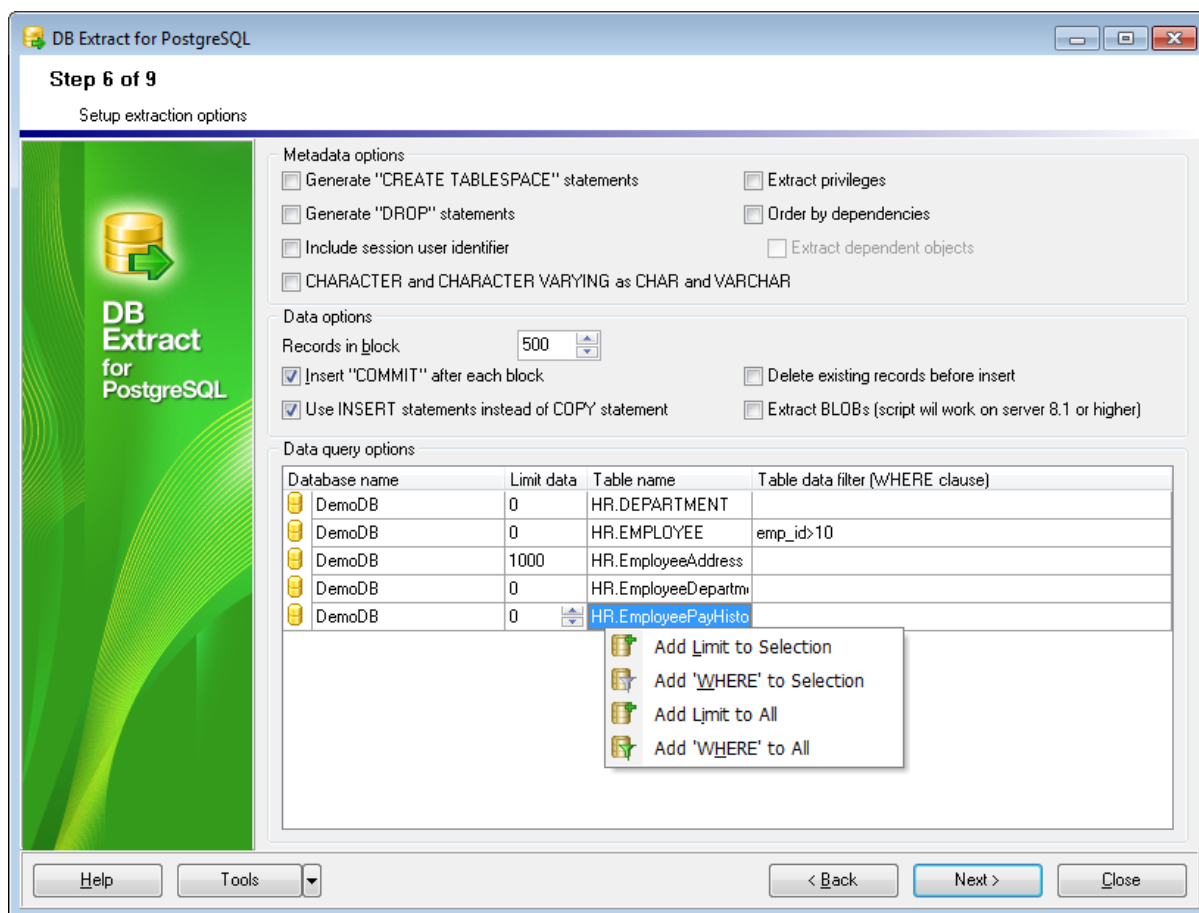 DB Extract for PostgreSQL
Step 6 of 9
Setup extraction options
DB
Extract
for
PostgreSQL
Metadata options
Generate "CREATE TABLESPACE" statements
Extract privileges
Generate "DROP" statements
Order by dependencies
Include session user identifier
Extract dependent objects
CHARACTER and CHARACTER VARYING as CHAR and VARCHAR
Data options
Records in block 500
Insert "COMMIT" after each block
Delete existing records before insert
Use INSERT statements instead of COPY statement
Extract BLOBs (script wil work on server 8.1 or higher)
Data query options
Database name Limit data Table name Table data filter (WHERE clause)
DemoDB 0 HR.DEPARTMENT
DemoDB 0 HR.EMPLOYEE emp_id>10
DemoDB 1000 HR.EmployeeAddress
DemoDB 0 HR.EmployeeDepartm
DemoDB 0 HR.EmployeePayHisto
Add Limit to Selection
Add 'WHERE' to Selection
Add Limit to All
Add 'WHERE' to All
Help Tools < Back Next > Close